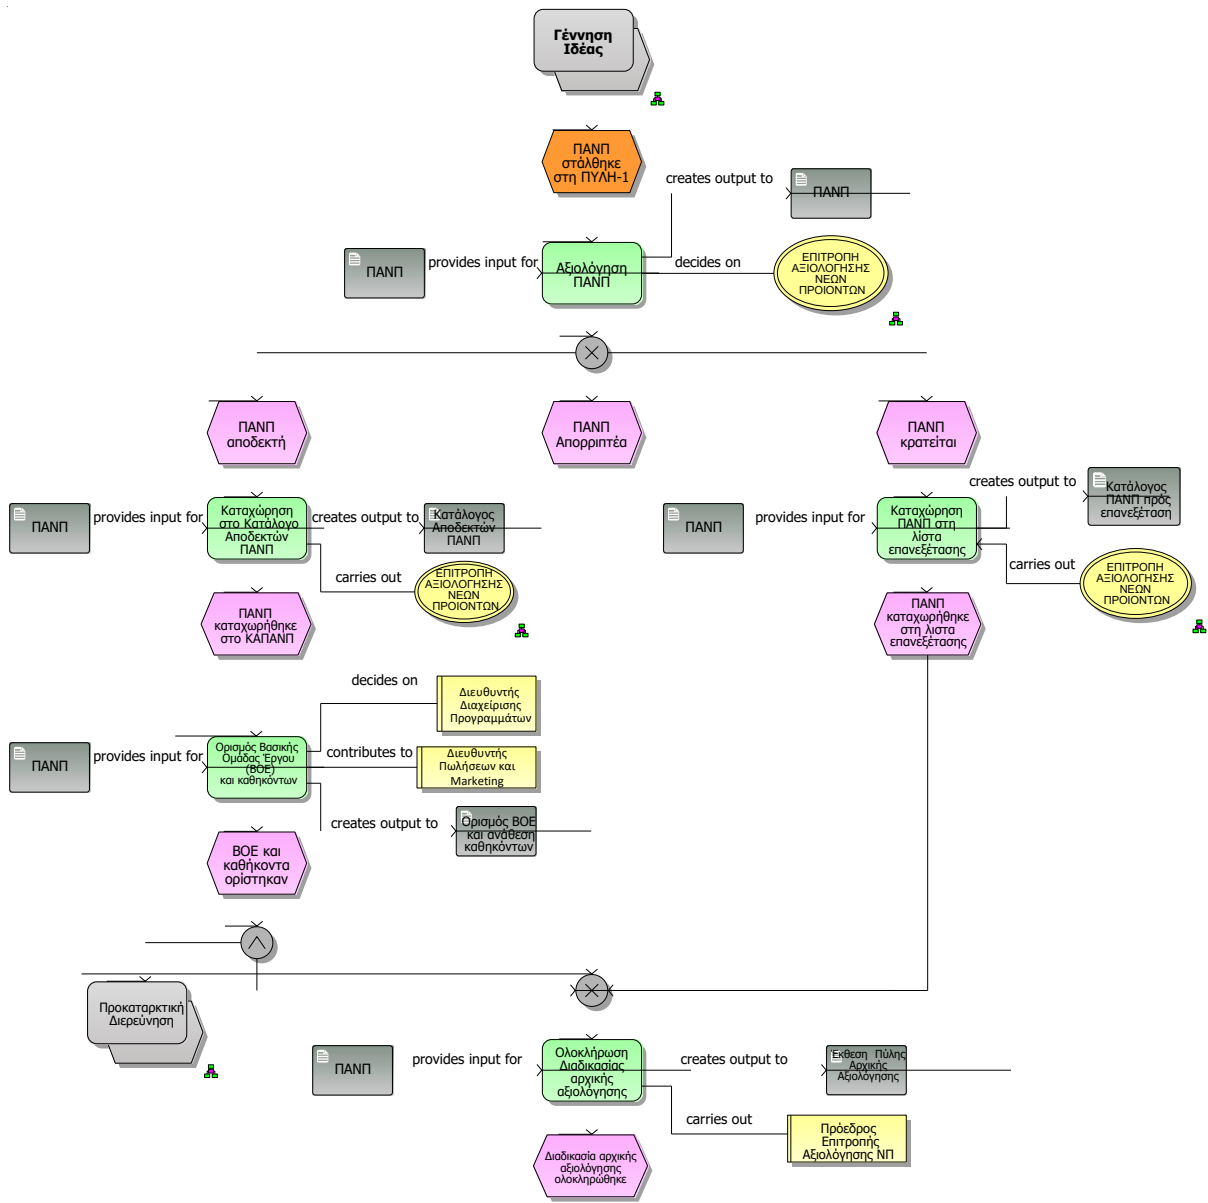 Γέννηση
Ιδέας
ΠΑΝΠ
στάλθηκε
στη ΠΥΛΗ-1
creates output to
ΠΑΝΠ
ΠΑΝΠ
provides input for
Αξιολόγηση
ΠΑΝΠ
decides on
ΕΠΙΤΡΟΠΗ
ΑΞΙΟΛΟΓΗΣΗΣ
ΝΕΩΝ
ΠΡΟΙΟΝΤΩΝ
ΠΑΝΠ
αποδεκτή
ΠΑΝΠ
Απορριπτέα
ΠΑΝΠ
κρατείται
ΠΑΝΠ
provides input for
Καταχώρηση
στο Κατάλογο
Αποδεκτών
ΠΑΝΠ
creates output to
Κατάλογος
Αποδεκτών
ΠΑΝΠ
carries out
ΕΠΙΤΡΟΠΗ
ΑΞΙΟΛΟΓΗΣΗΣ
ΝΕΩΝ
ΠΡΟΙΟΝΤΩΝ
ΠΑΝΠ
provides input for
Καταχώρηση
ΠΑΝΠ στη
λίστα
επανεξέτασης
creates output to
Κατάλογος
ΠΑΝΠ πρός
επανεξέταση
carries out
ΕΠΙΤΡΟΠΗ
ΑΞΙΟΛΟΓΗΣΗΣ
ΝΕΩΝ
ΠΡΟΙΟΝΤΩΝ
ΠΑΝΠ
καταχωρήθηκε
στο ΚΑΠΑΝΠ
ΠΑΝΠ
καταχωρήθηκε
στη λιστα
επανεξέτασης
decides on
Διευθυντής
Διαχείρισης
Προγραμμάτων
ΠΑΝΠ
provides input for
Ορισμός Βασικής
Ομάδας Έργου
(ΒΟΕ)
και καθηκόντων
contributes to
Διευθυντής
Πωλήσεων και
Marketing
creates output to
Ορισμός ΒΟΕ
και ανάθεση
καθηκόντων
ΒΟΕ και
καθήκοντα
ορίστηκαν
Προκαταρκτική
Διερεύνηση
ΠΑΝΠ
provides input for
Ολοκλήρωση
Διαδικασίας
αρχικής
αξιολόγησης
creates output to
Έκθεση Πύλης
Αρχικής
Αξιολόγησης
carries out
Πρόεδρος
Επιτροπής
Αξιολόγησης ΝΠ
Διαδικασία αρχικής
αξιολόγησης
ολοκληρώθηκε